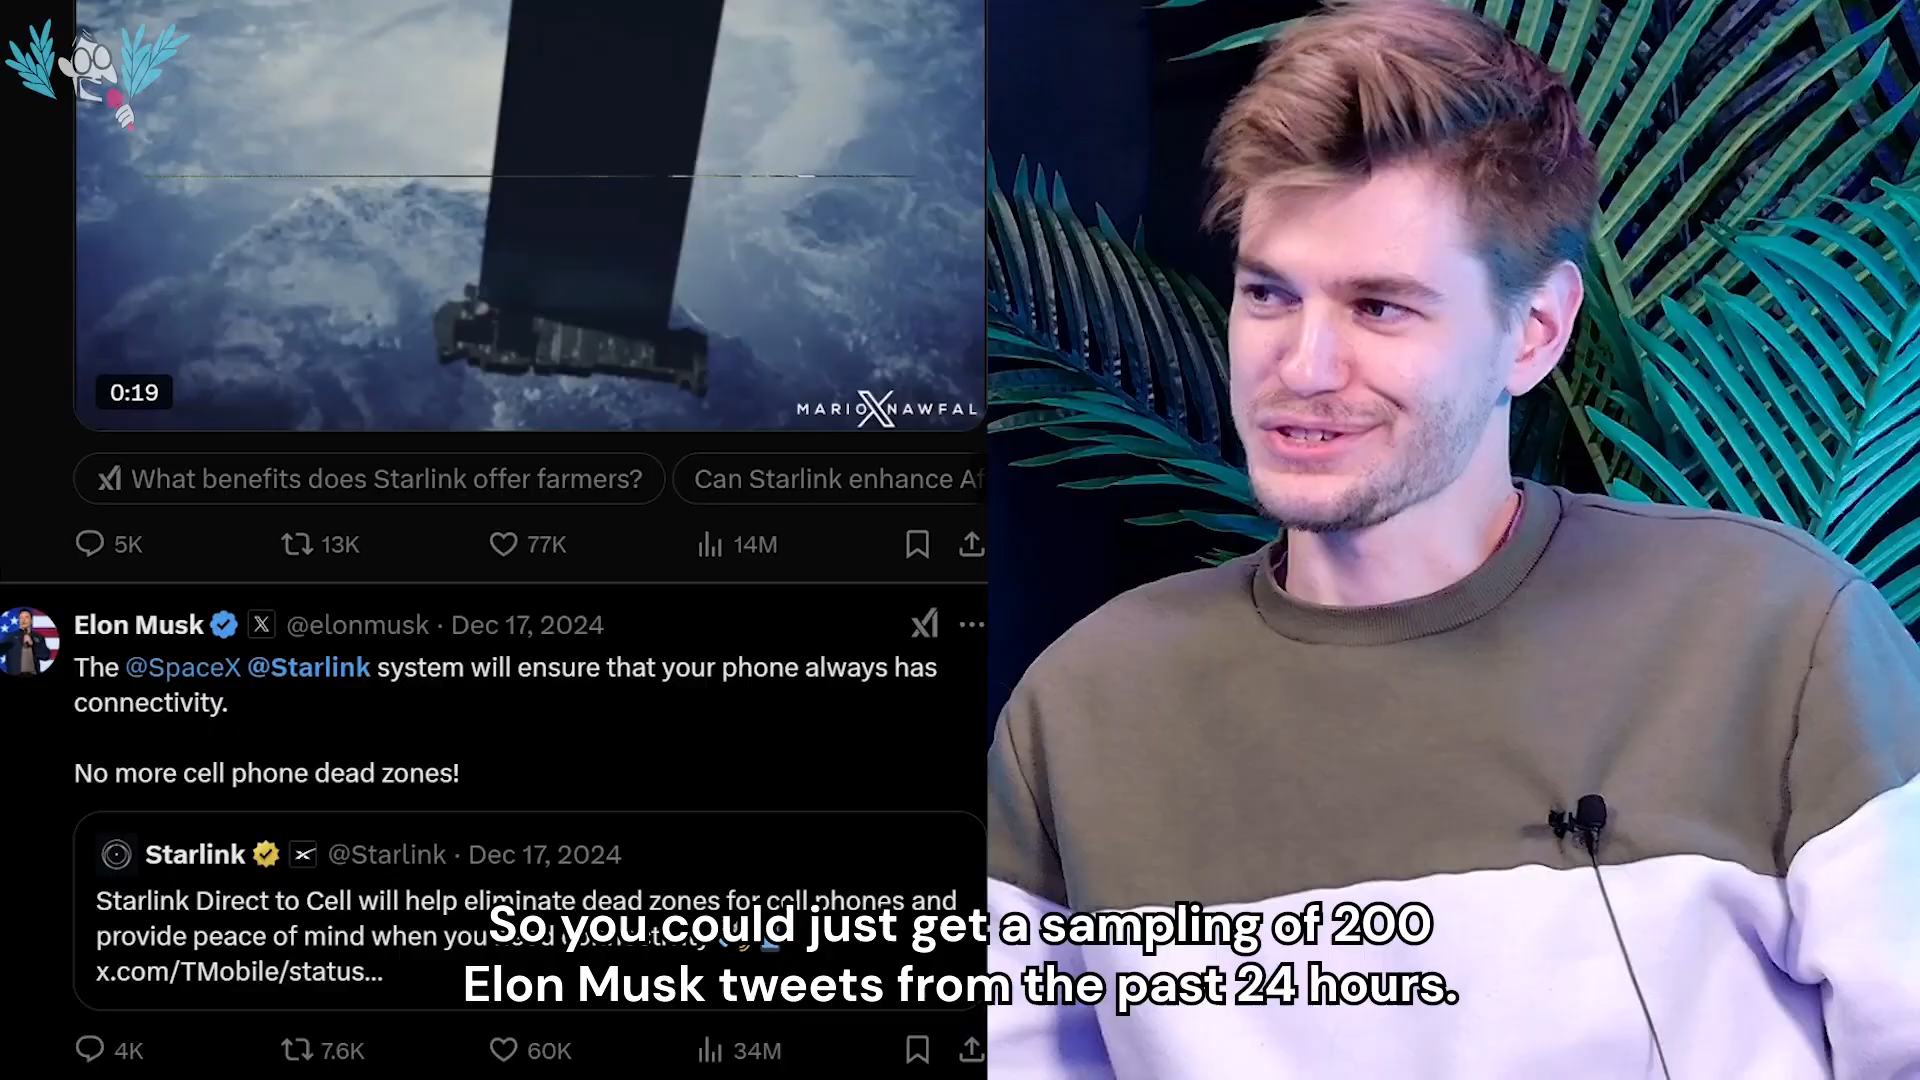 0:19
MARIO X NAWFAL
What benefits does Starlink offer farmers?
Can Starlink enhance Af
5K 13K 77K 14M
Elon Musk @elonmusk · Dec 17, 2024
The @SpaceX @Starlink system will ensure that your phone always has
connectivity.
No more cell phone dead zones!
Starlink @Starlink · Dec 17, 2024
Starlink Direct to Cell will help eliminate dead zones for cell phones and
provide peace of mind when you
x.com/TMobile/status...
So you could just get a sampling of 200
Elon Musk tweets from the past 24 hours.
4K 7.6K 60K 34M